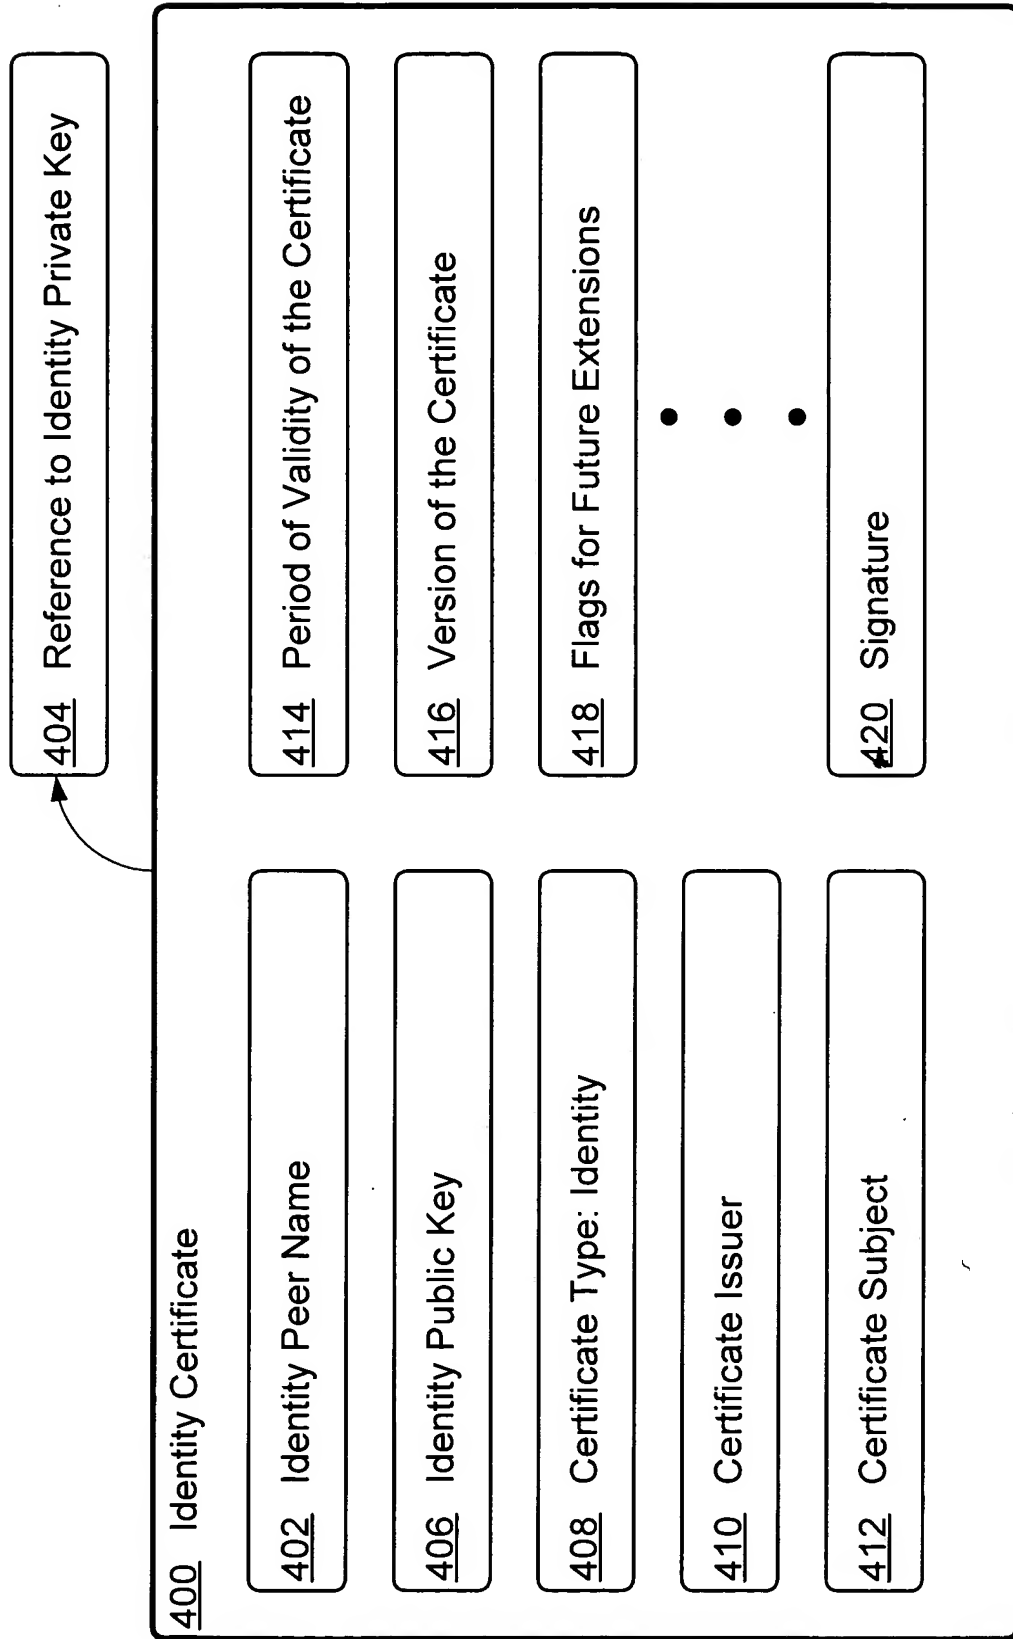 404 Reference to Identity Private Key
400 Identity Certificate
402 Identity Peer Name
406 Identity Public Key
408 Certificate Type: Identity
410 Certificate Issuer
412 Certificate Subject
414 Period of Validity of the Certificate
416 Version of the Certificate
418 Flags for Future Extensions
420 Signature